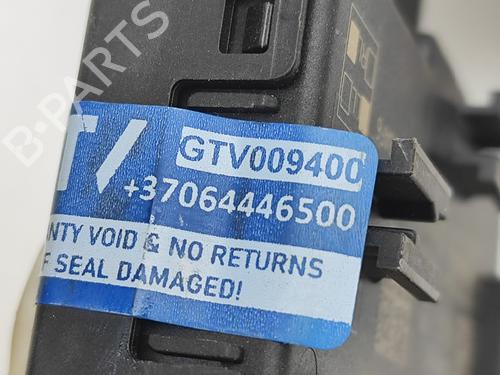 B-PARTS
GTV009400
+37064446500
NTY VOID & NO RETURNS
F SEAL DAMAGED!